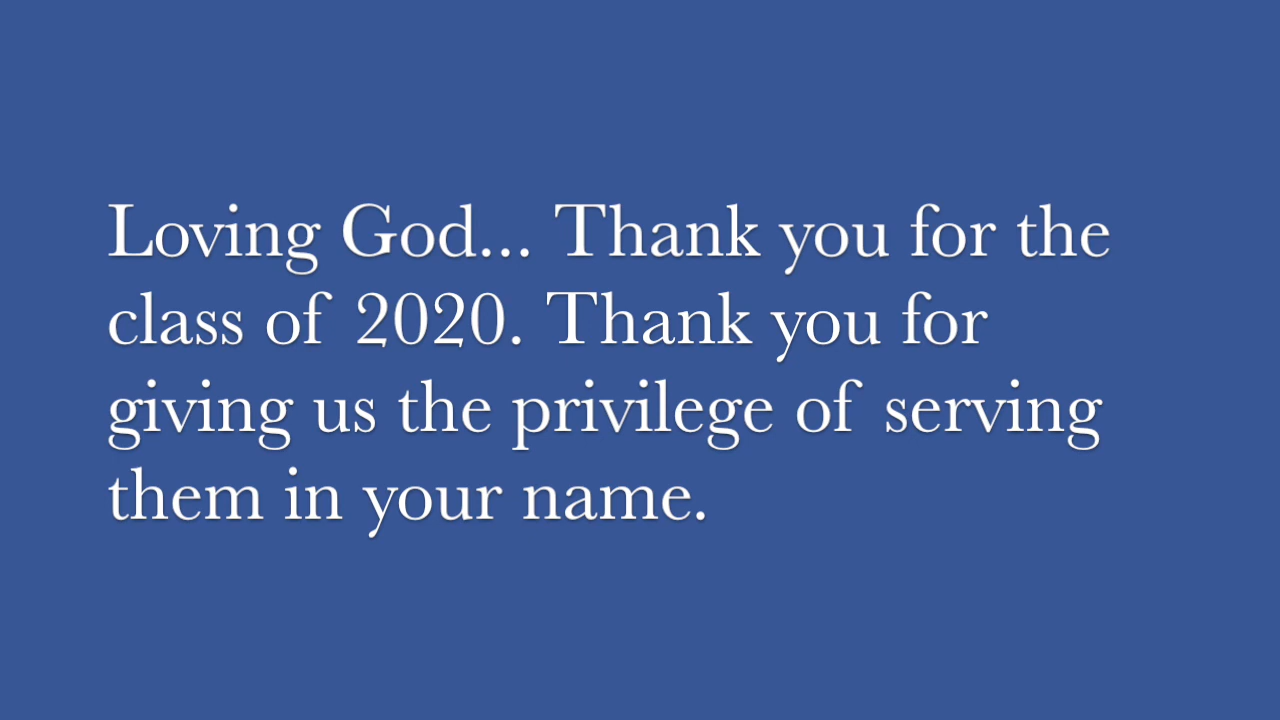 Loving God... Thank you for the
class of 2020. Thank you for
giving us the privilege of serving
them in your name.